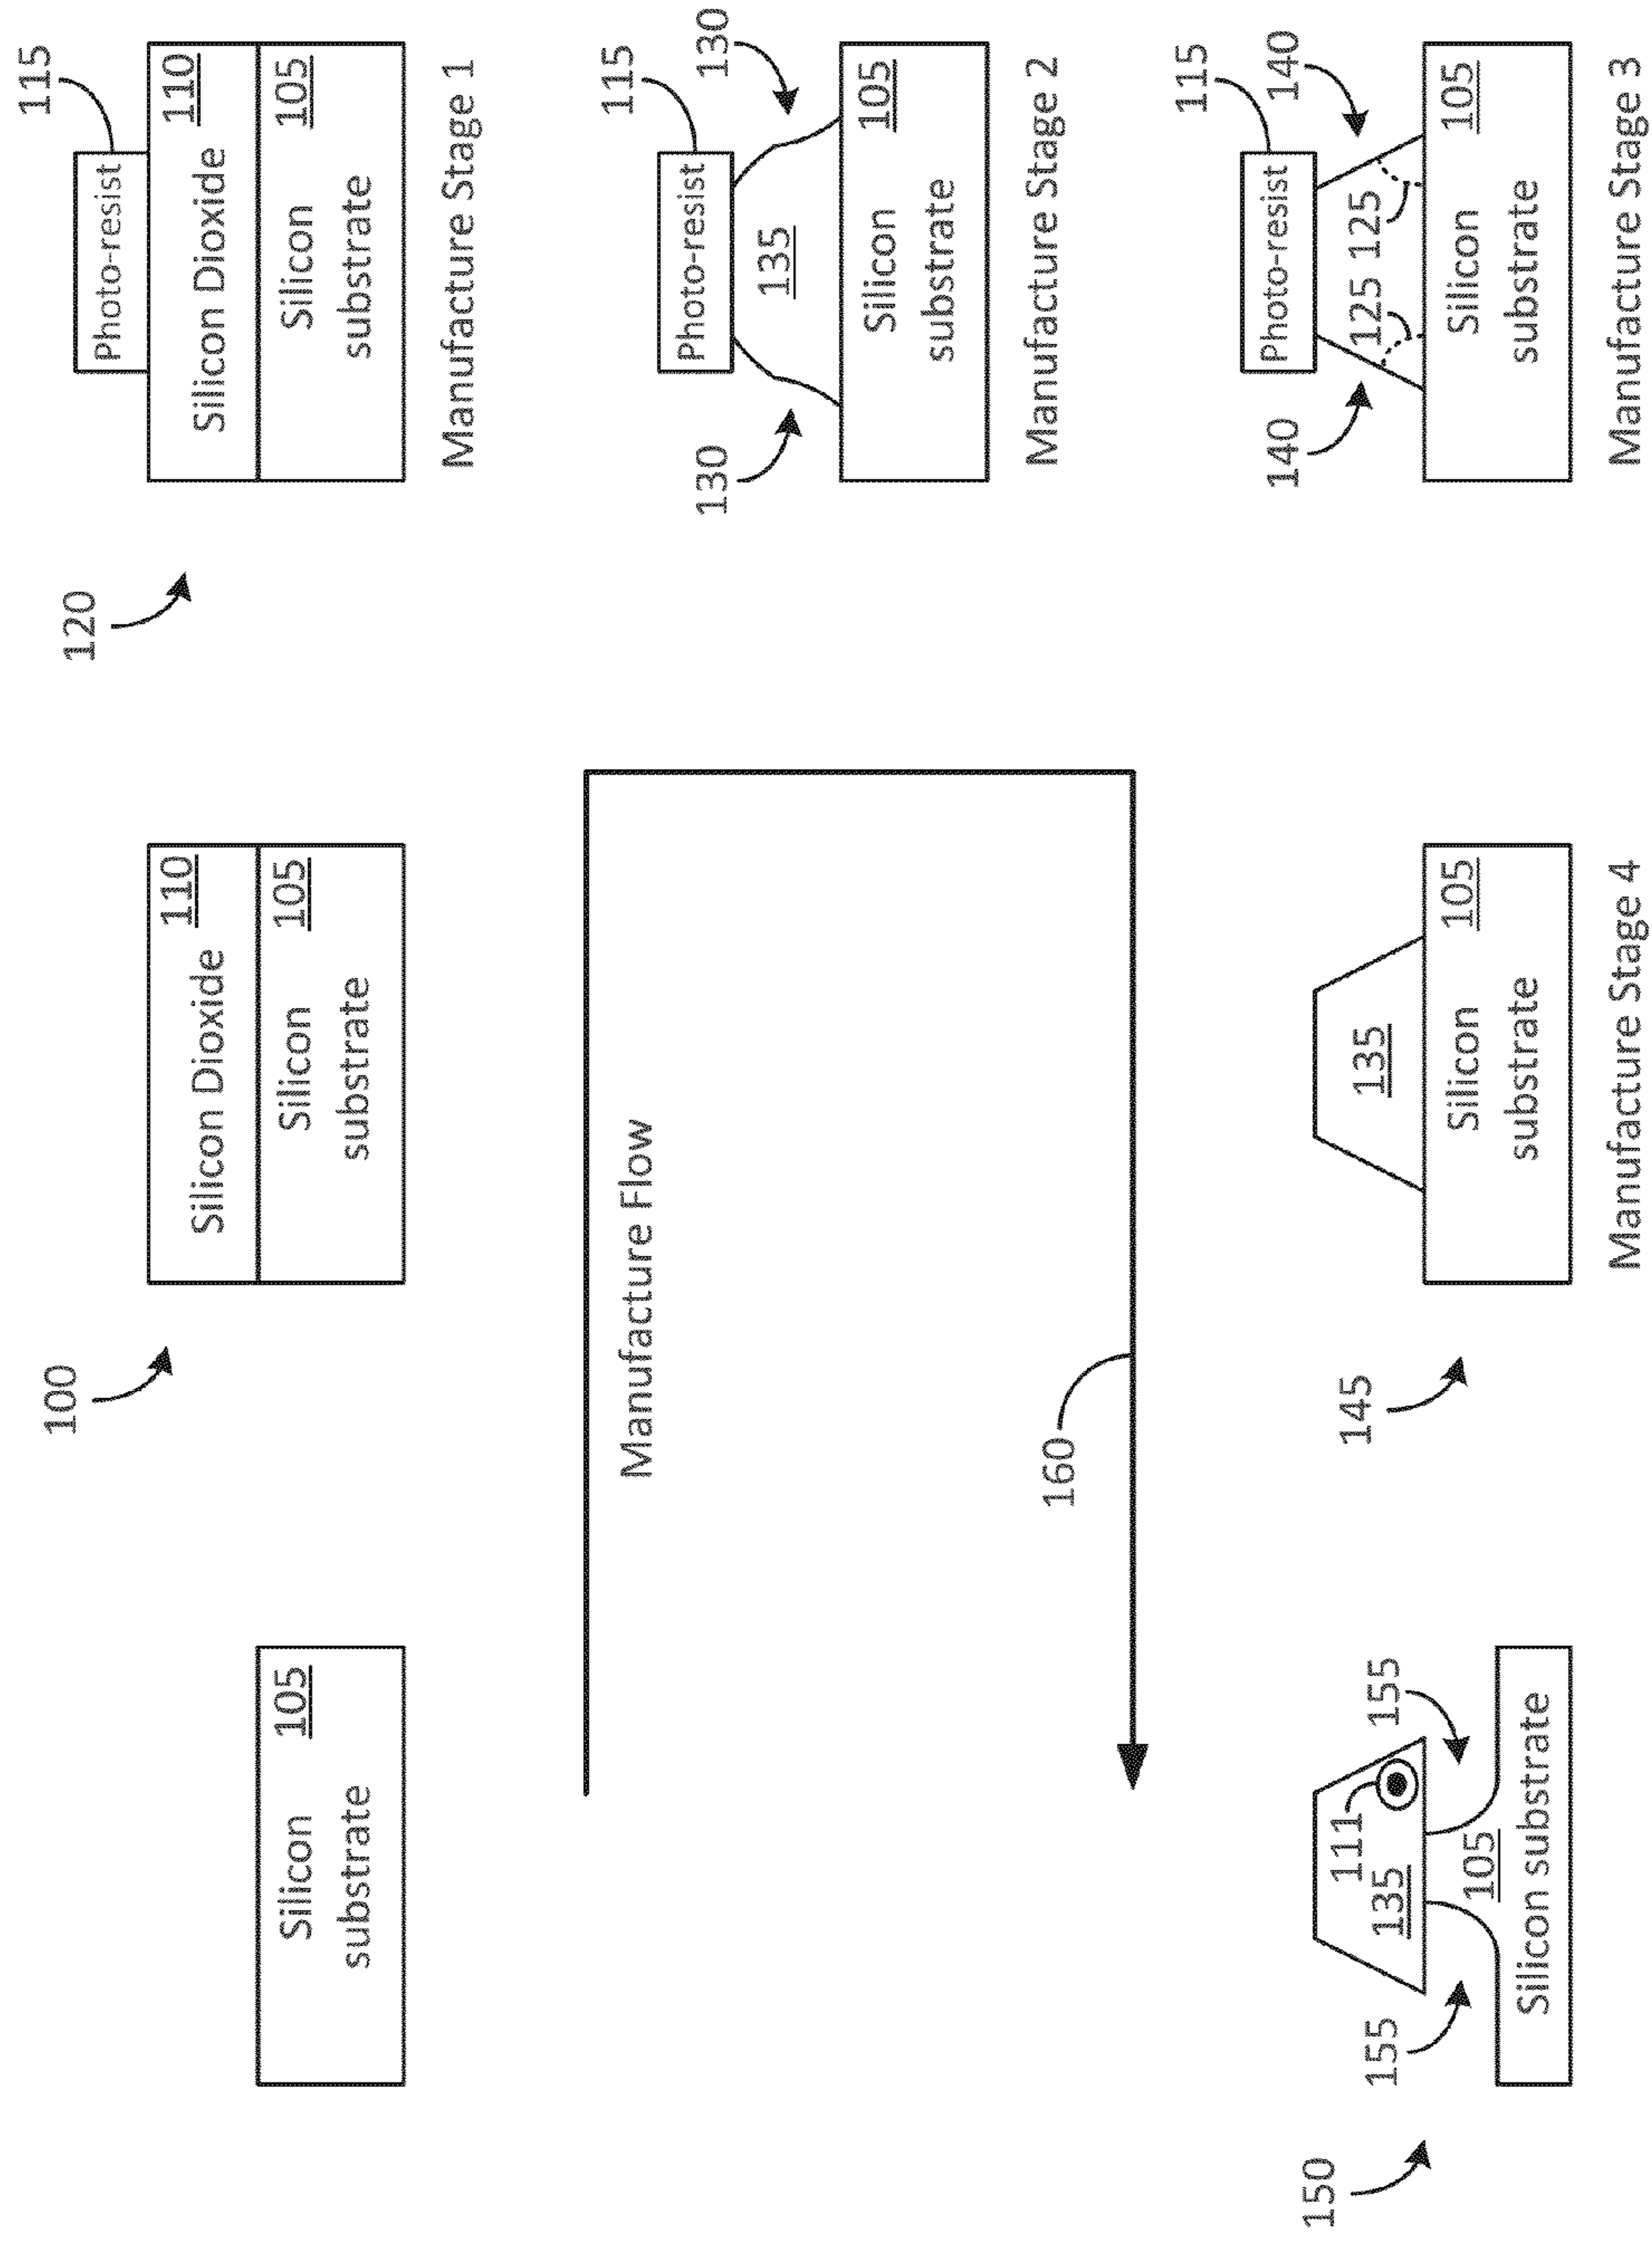 105
Silicon
substrate
100
110
Silicon Dioxide
105
Silicon
substrate
120
115
Photo-resist
110
Silicon Dioxide
105
Silicon
substrate
Manufacture Stage 1
Manufacture Flow
160
115
Photo-resist
130
130
135
105
Silicon
substrate
Manufacture Stage 2
115
Photo-resist
140
140
125
125
105
Silicon
substrate
Manufacture Stage 3
145
135
105
Silicon
substrate
Manufacture Stage 4
150
111
135
155
155
105
Silicon substrate